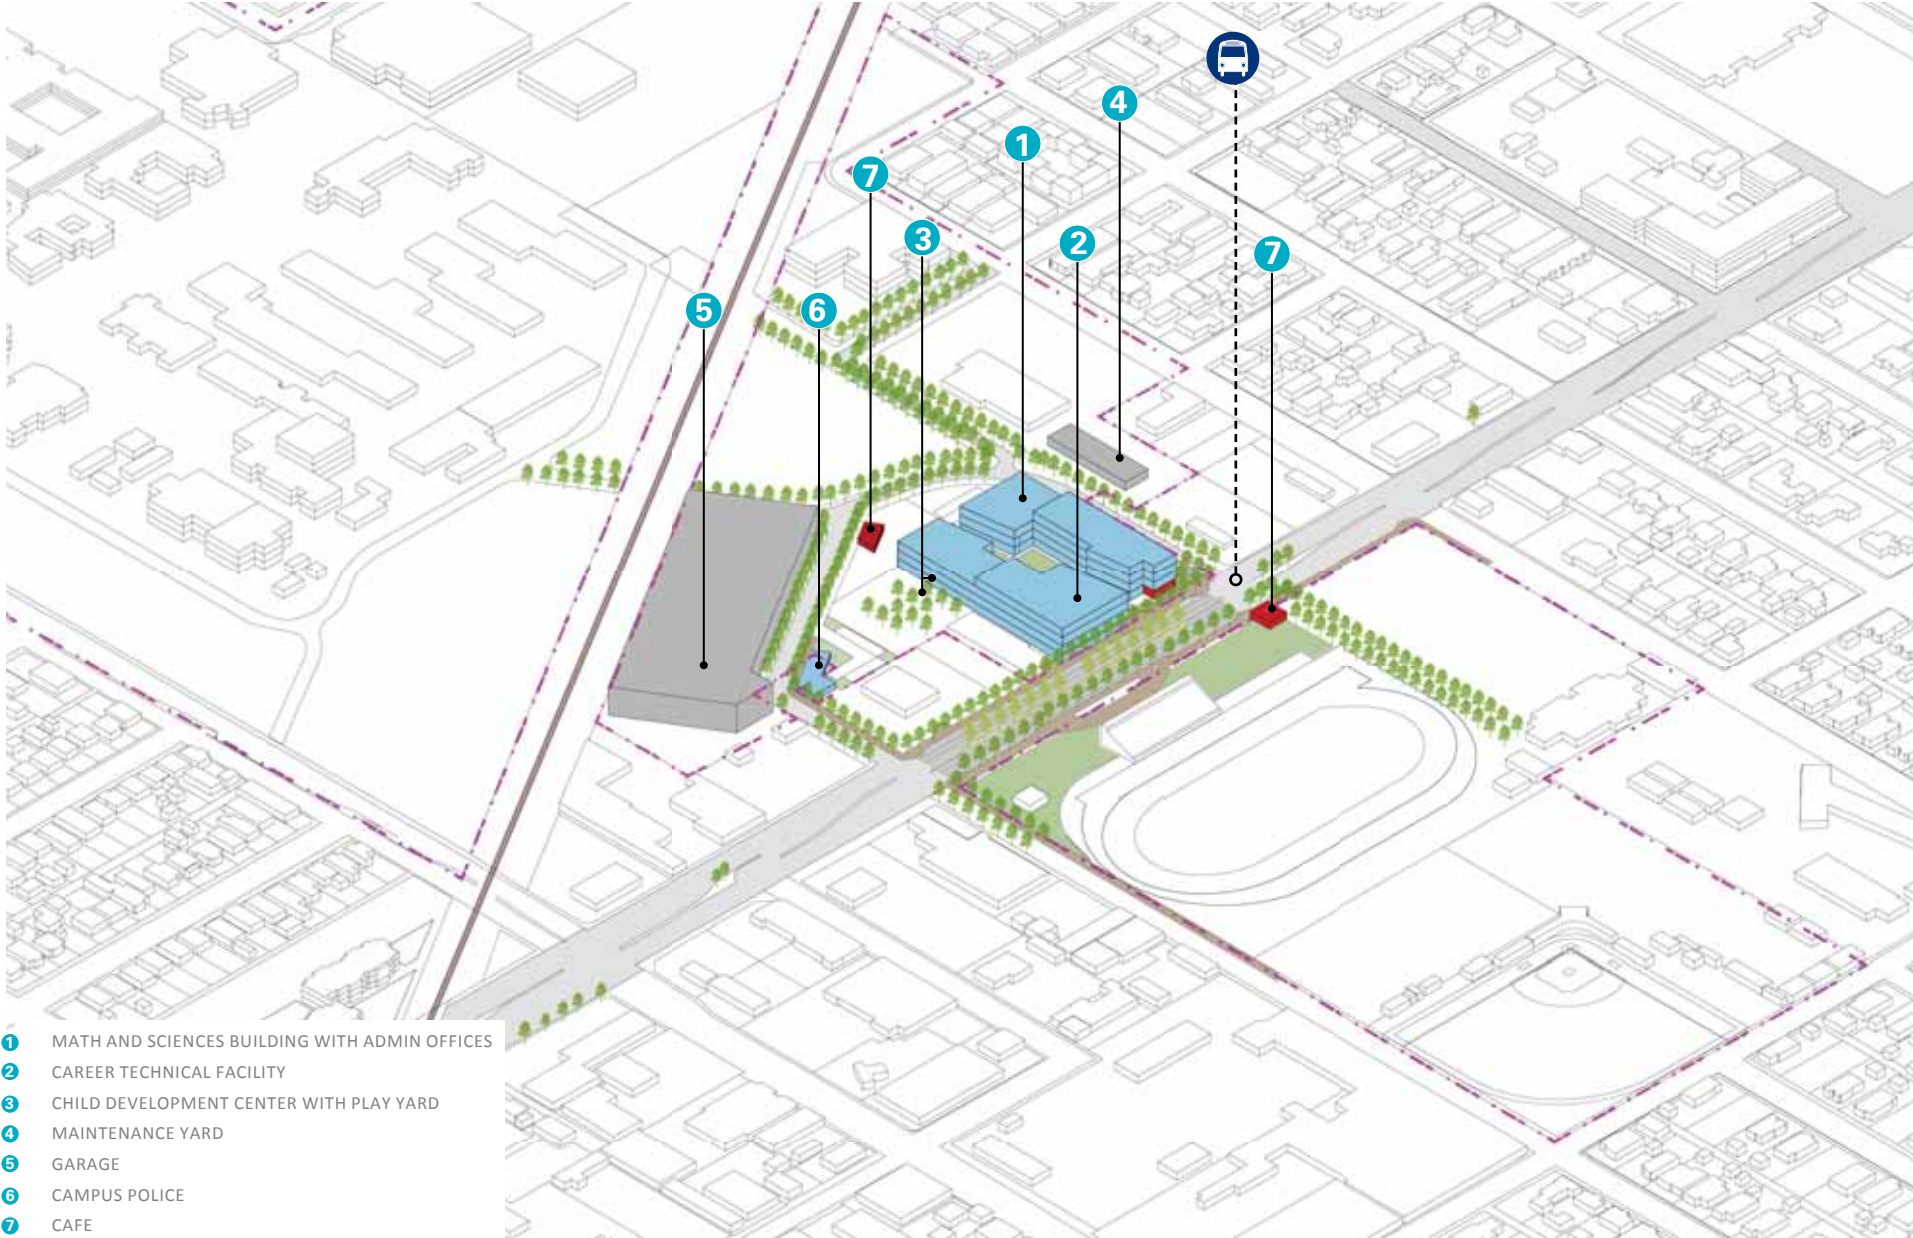 4
1
7
3
2
7
5
6
1 MATH AND SCIENCES BUILDING WITH ADMIN OFFICES
2 CAREER TECHNICAL FACILITY
3 CHILD DEVELOPMENT CENTER WITH PLAY YARD
4 MAINTENANCE YARD
5 GARAGE
6 CAMPUS POLICE
7 CAFE